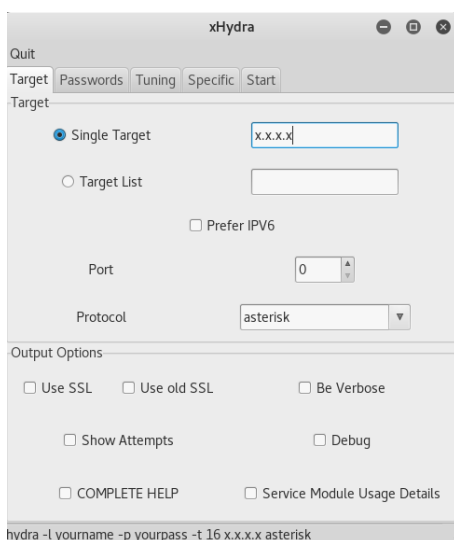 xHydra
Quit
Target Passwords Tuning Specific Start
Target
Single Target x.x.x.x
Target List
Prefer IPV6
Port 0
Protocol asterisk
Output Options
Use SSL Use old SSL Be Verbose
Show Attempts Debug
COMPLETE HELP Service Module Usage Details
hydra -l yourname -p yourpass -t 16 x.x.x.x asterisk